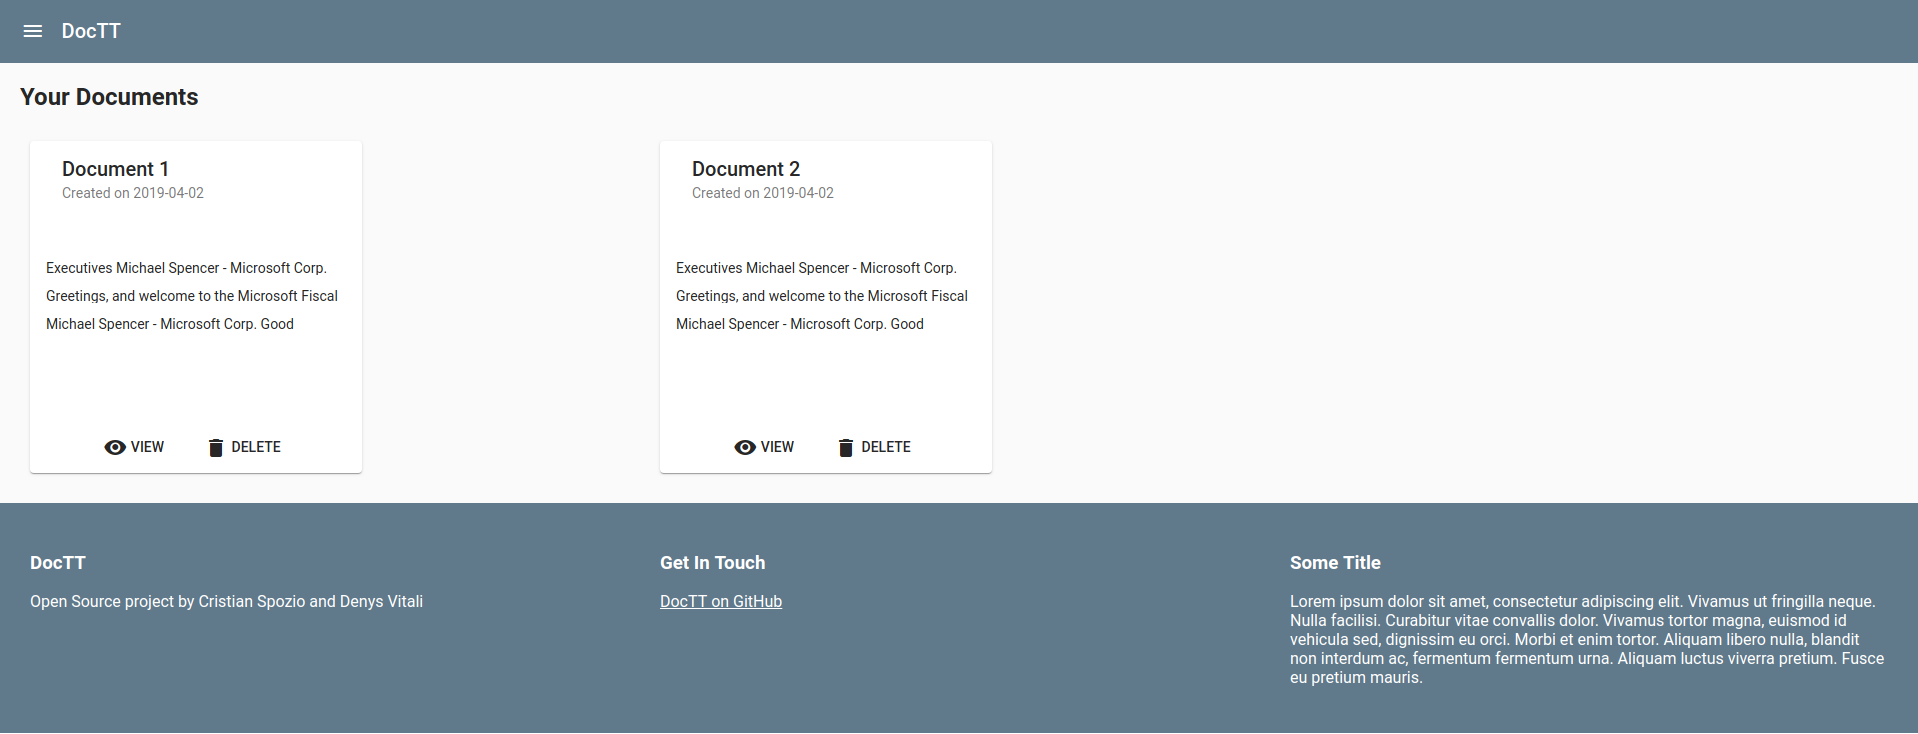 DocTT
Your Documents
Document 1
Created on 2019-04-02
Executives Michael Spencer - Microsoft Corp.
Greetings, and welcome to the Microsoft Fiscal
Michael Spencer - Microsoft Corp. Good
VIEW DELETE
Document 2
Created on 2019-04-02
Executives Michael Spencer - Microsoft Corp.
Greetings, and welcome to the Microsoft Fiscal
Michael Spencer - Microsoft Corp. Good
VIEW DELETE
DocTT
Open Source project by Cristian Spozio and Denys Vitali
Get In Touch
DocTT on GitHub
Some Title
Lorem ipsum dolor sit amet, consectetur adipiscing elit. Vivamus ut fringilla neque.
Nulla facilisi. Curabitur vitae convallis dolor. Vivamus tortor magna, euismod id
vehicula sed, dignissim eu orci. Morbi et enim tortor. Aliquam libero nulla, blandit
non interdum ac, fermentum fermentum urna. Aliquam luctus viverra pretium. Fusce
eu pretium mauris.